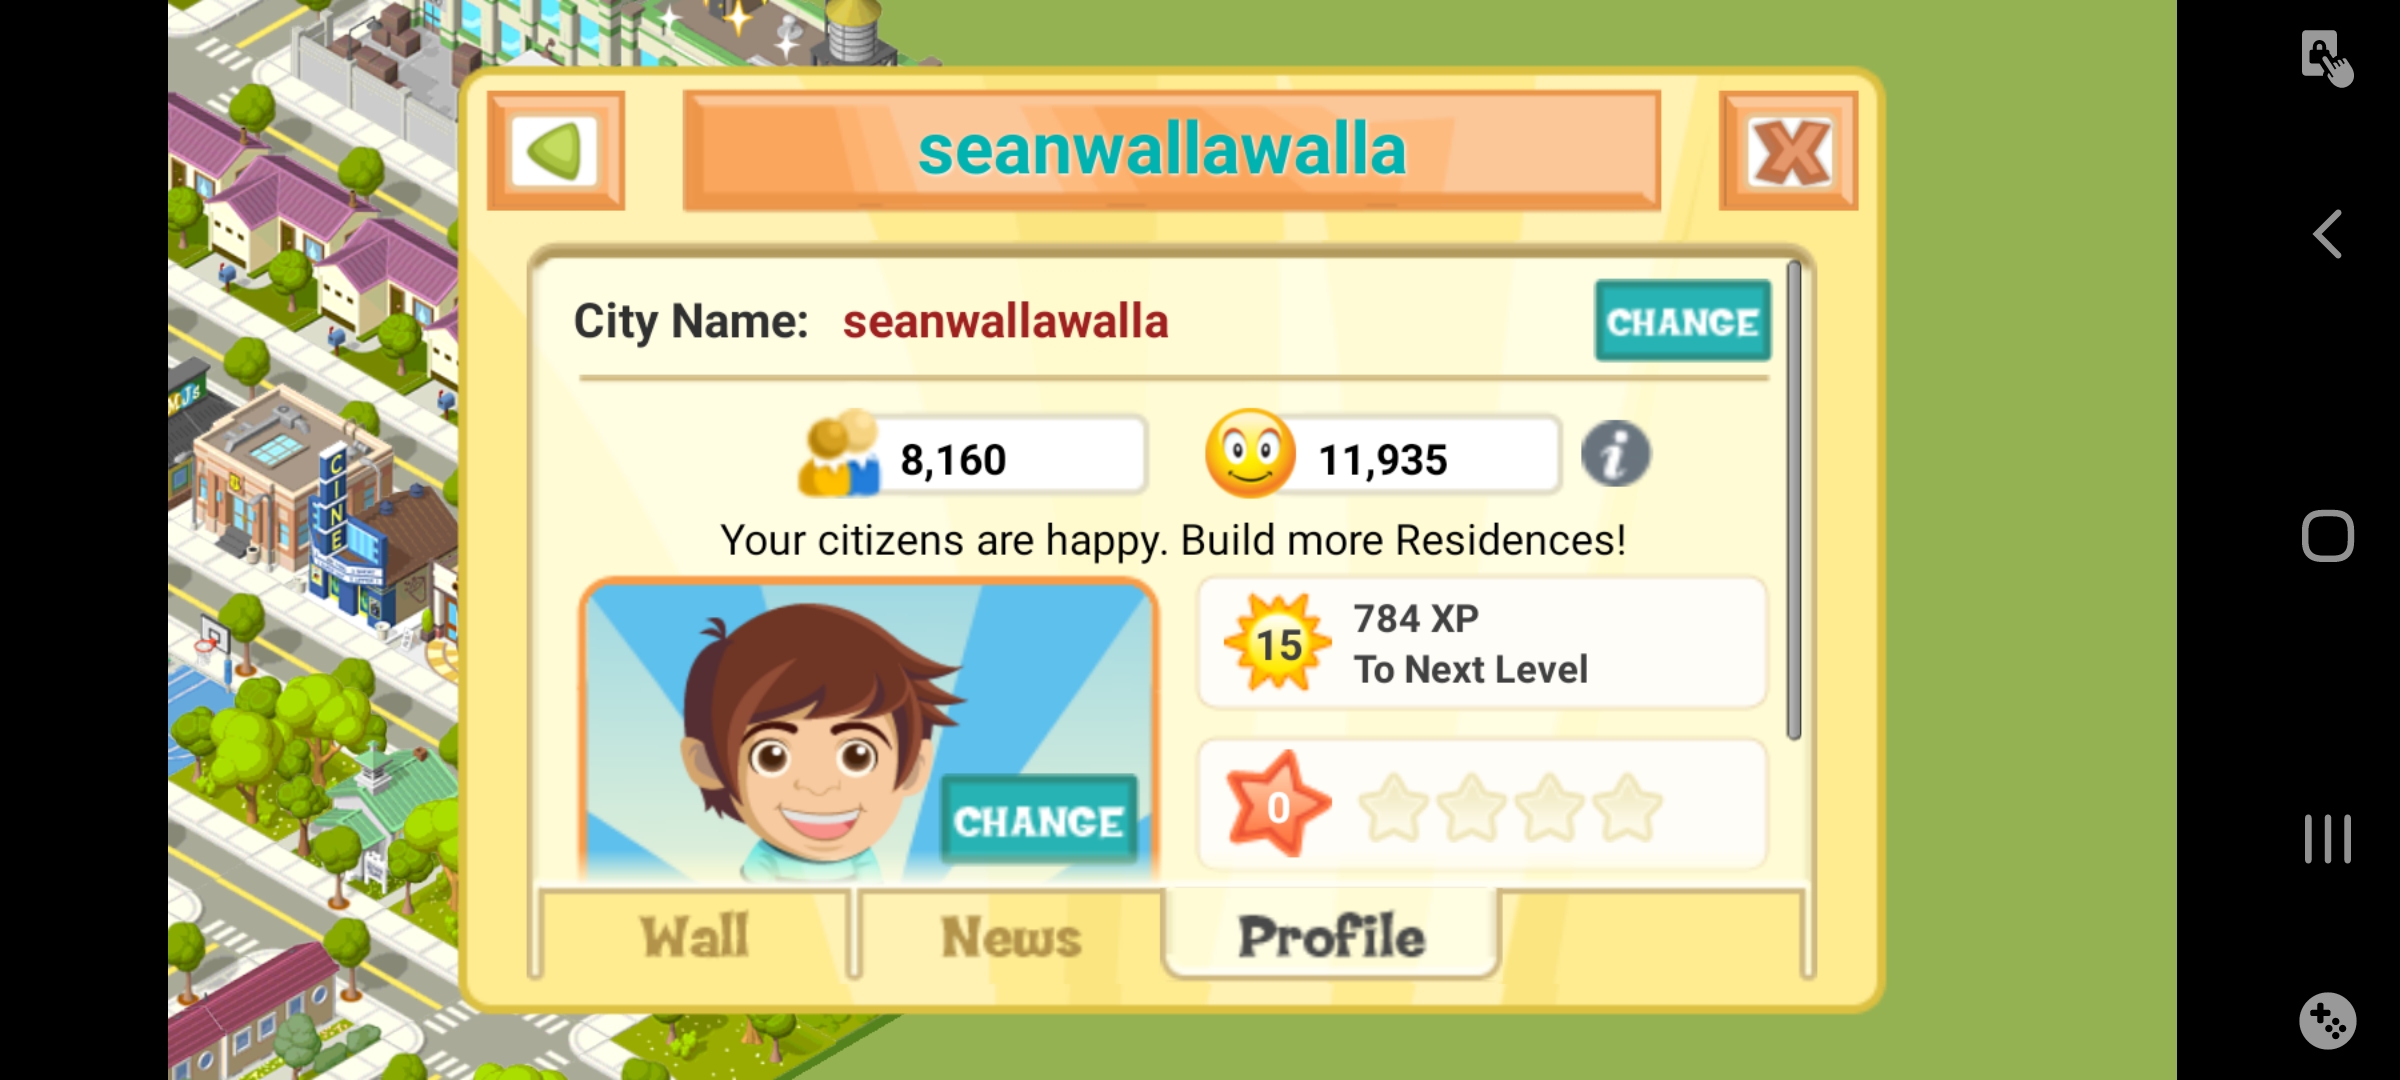 seanwallawalla
City Name: seanwallawalla
CHANGE
8,160
11,935
i
Your citizens are happy. Build more Residences!
15
784 XP
To Next Level
0
CHANGE
Wall
News
Profile
CINE